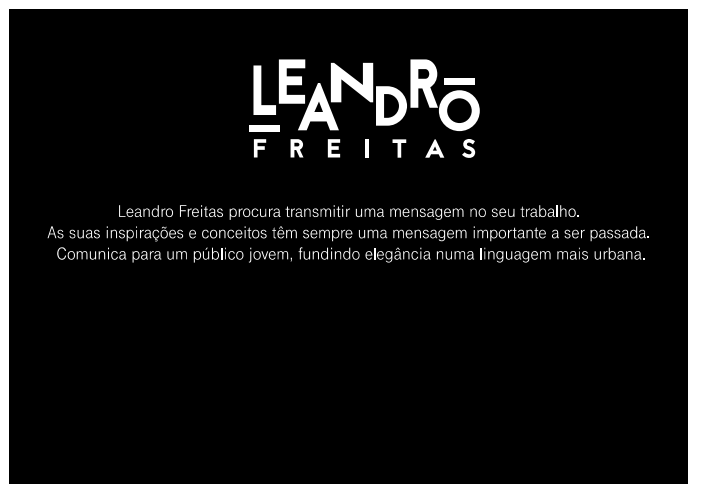 LEANDRO
FREITAS
Leandro Freitas procura transmitir uma mensagem no seu trabalho.
As suas inspirações e conceitos têm sempre uma mensagem importante a ser passada.
Comunica para um público jovem, fundindo elegância numa linguagem mais urbana.